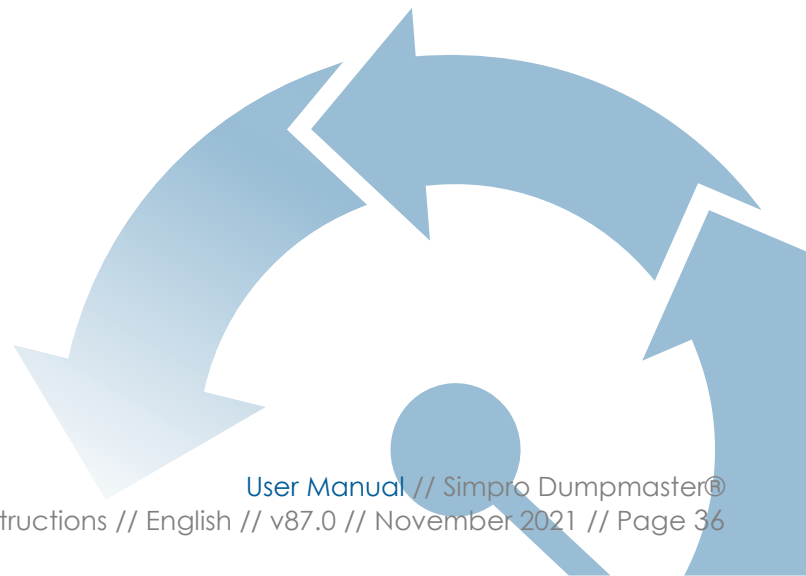 User Manual // Simpro Dumpmaster®
tructions // English // v87.0 // November 2021 // Page 36